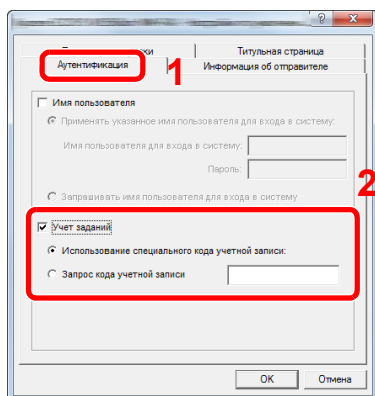 Титульная страница
Аутентификация
1
Информация об отправителе
Имя пользователя
Применять указанное имя пользователя для входа в систему:
Имя пользователя для входа в систему:
Пароль:
2
Запрашивать имя пользователя для входа в систему
Учет заданий
Использование специального кода учетной записи:
Запрос кода учетной записи
OK
Отмена